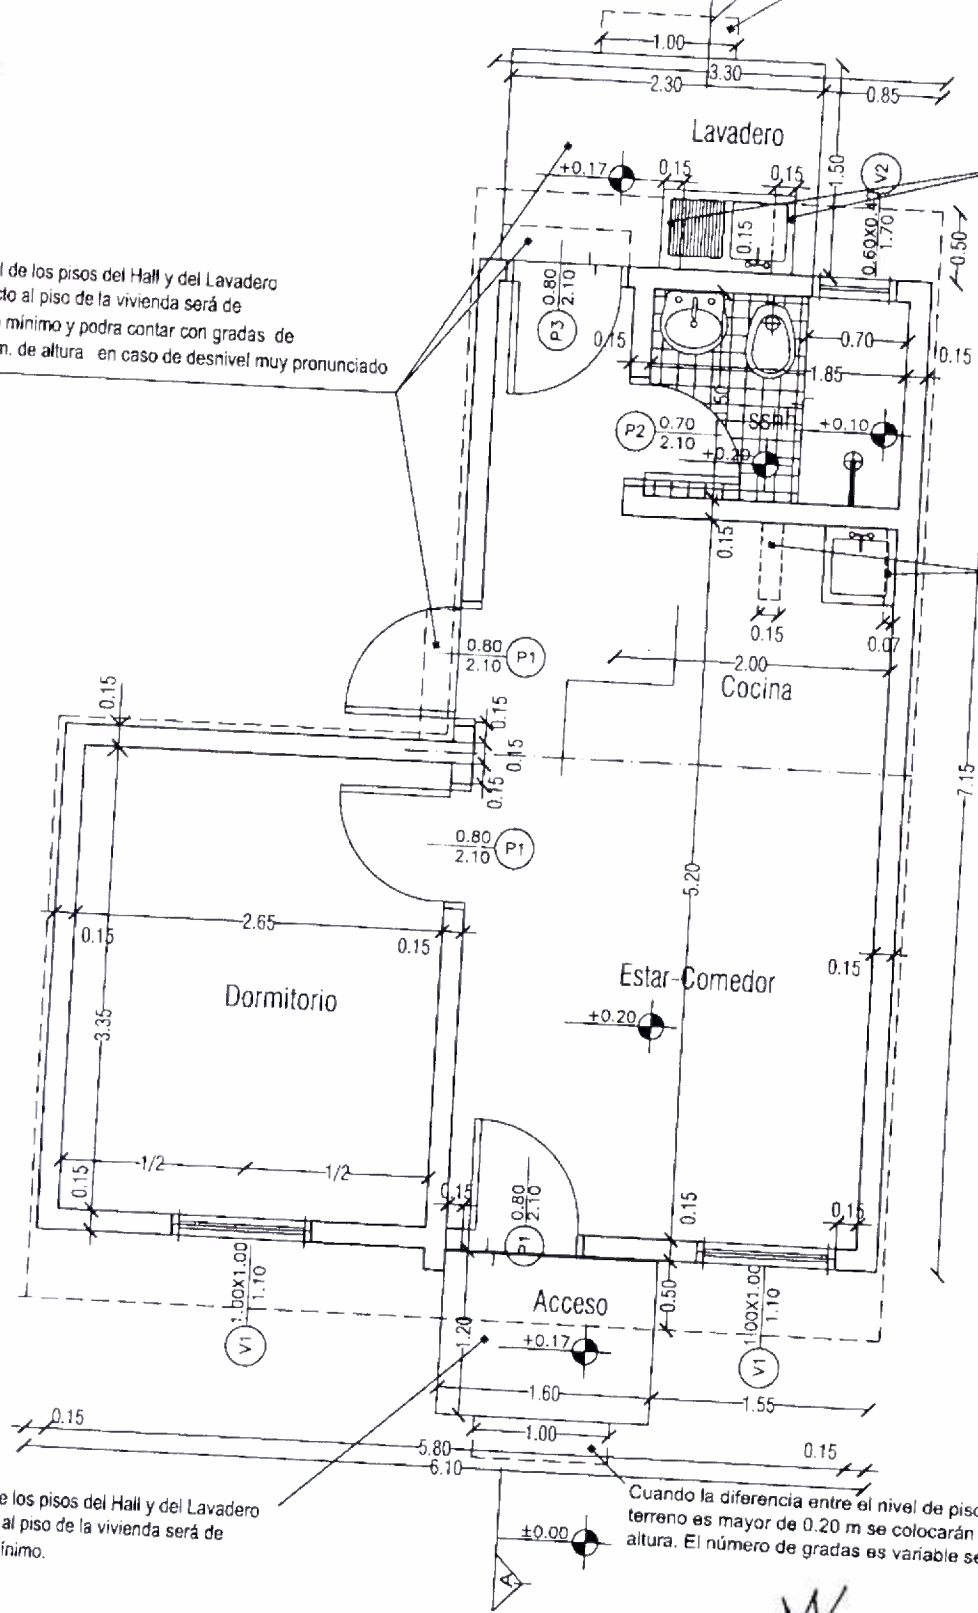 1.00
3.30
2.30
0.85
Lavadero
+0.17
0.15
0.15
1.50
V2
0.15
1.70
0.50
l de los pisos del Hall y del Lavadero
cto al piso de la vivienda será de
mínimo y podra contar con gradas de
n. de altura en caso de desnivel muy pronunciado
0.80
2.10
P3
0.15
0.70
1.85
0.15
P2
0.70
2.10
+0.20
+0.10
0.15
0.15
0.07
0.80
2.10
P1
2.00
Cocina
0.15
0.15
0.15
0.15
7.15
0.80
2.10
P1
5.20
2.65
0.15
0.15
0.15
Dormitorio
Estar-Comedor
3.35
+0.20
1/2
1/2
0.15
0.15
0.80
2.10
P1
0.15
0.15
1.00X1.00
1.10
V1
Acceso
0.50
+0.17
1.20
1.00X1.00
1.10
V1
1.60
1.55
0.15
1.00
5.80
0.15
6.10
e los pisos del Hall y del Lavadero
al piso de la vivienda será de
ínimo.
Cuando la diferencia entre el nivel de piso
terreno es mayor de 0.20 m se colocarán
altura. El número de gradas es variable se
±0.00
A